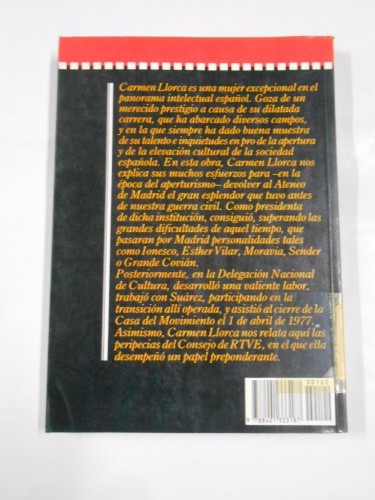 Carmen Llorca es una mujer excepcional en el
panorama intelectual español. Goza de un
merecido prestigio a causa de su dilatada
carrera, que ha abarcado diversos campos,
y en la que siempre ha dado buena muestra
de su talento e inquietudes en pro de la apertura
y de la elevación cultural de la sociedad
española. En esta obra, Carmen Llorca nos
explica sus muchos esfuerzos para –en la
época del aperturismo– devolver al Ateneo
de Madrid el gran esplendor que tuvo antes
de nuestra guerra civil. Como presidenta
de dicha institución, consiguió, superando las
grandes dificultades de aquel tiempo, que
pasaran por Madrid personalidades tales
como Ionesco, Esther Vilar, Moravia, Sender
o Grande Covián.
Posteriormente, en la Delegación Nacional
de Cultura, desarrolló una valiente labor,
trabajó con Suárez, participando en la
transición allí operada, y asistió al cierre de la
Casa del Movimiento el 1 de abril de 1977.
Asimismo, Carmen Llorca nos relata aquí las
peripecias del Consejo de RTVE, en el que ella
desempeñó un papel preponderante.
00100